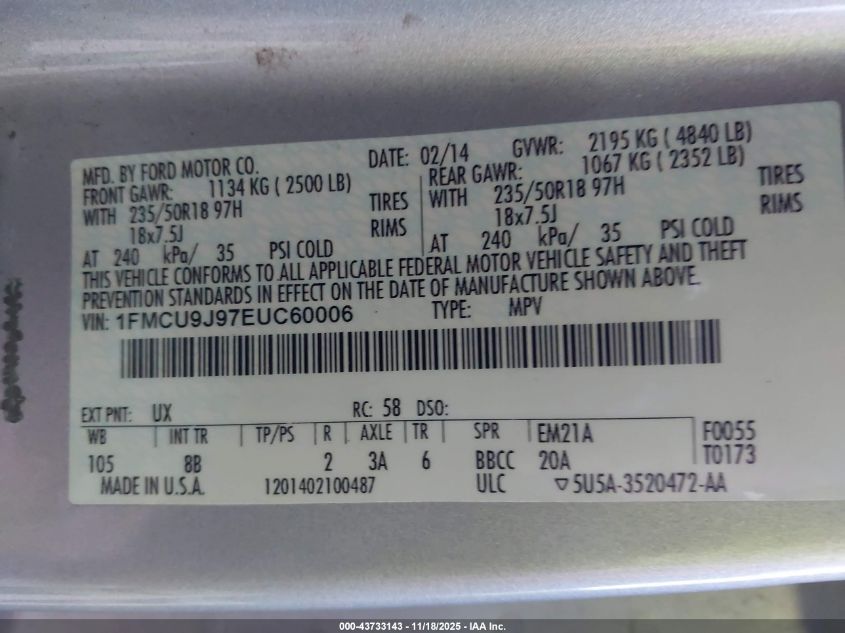 MFD. BY FORD MOTOR CO. DATE: 02/14 GVWR: 2195 KG ( 4840 LB)
FRONT GAWR: 1134 KG ( 2500 LB) REAR GAWR: 1067 KG ( 2352 LB)
WITH 235/50R18 97H TIRES WITH 235/50R18 97H TIRES
18x7.5J RIMS 18x7.5J RIMS
AT 240 kPa/ 35 PSI COLD AT 240 kPa/ 35 PSI COLD
THIS VEHICLE CONFORMS TO ALL APPLICABLE FEDERAL MOTOR VEHICLE SAFETY AND THEFT
PREVENTION STANDARDS IN EFFECT ON THE DATE OF MANUFACTURE SHOWN ABOVE.
VIN: 1FMCU9J97EUC60006 TYPE: MPV
EXT PNT: UX RC: 58 DSO:
WB INT TR TP/PS R AXLE TR SPR EM21A F0055
105 8B 2 3A 6 BBCC 20A T0173
MADE IN U.S.A. 1201402100487 ULC ▽5U5A-3520472-AA
000-43733143 - 11/18/2025 - IAA Inc.